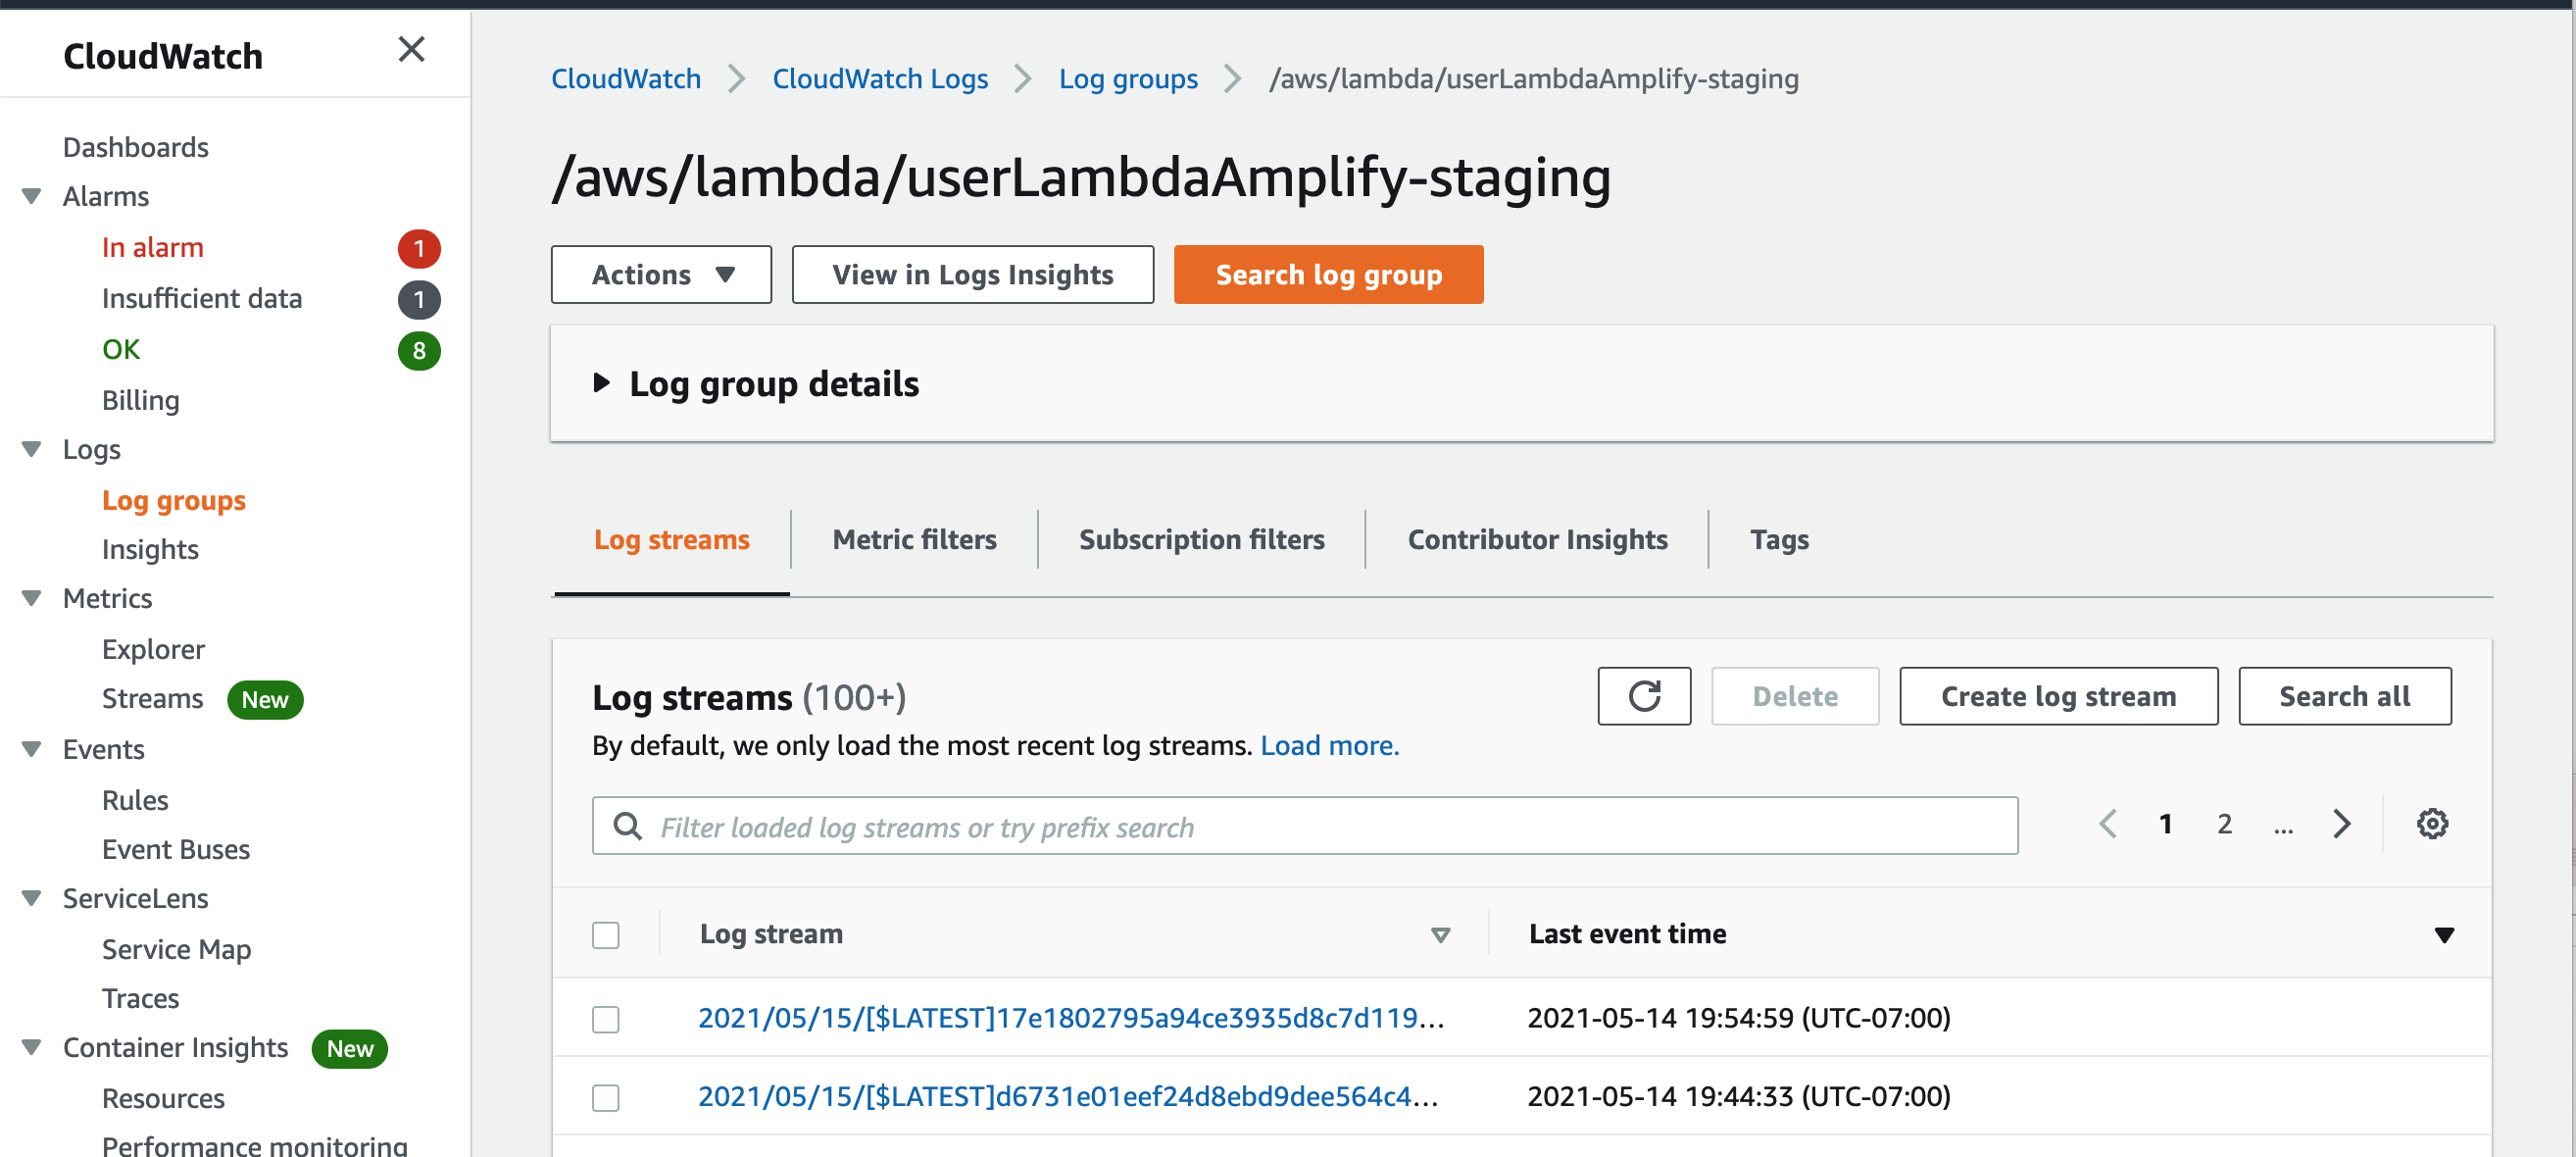 CloudWatch
Dashboards
Alarms
In alarm 1
Insufficient data 1
OK 8
Billing
Logs
Log groups
Insights
Metrics
Explorer
Streams New
Events
Rules
Event Buses
ServiceLens
Service Map
Traces
Container Insights New
Resources
Performance monitoring
CloudWatch CloudWatch Logs Log groups /aws/lambda/userLambdaAmplify-staging
/aws/lambda/userLambdaAmplify-staging
Actions View in Logs Insights Search log group
Log group details
Log streams Metric filters Subscription filters Contributor Insights Tags
Log streams (100+)
Delete Create log stream Search all
By default, we only load the most recent log streams. Load more.
Filter loaded log streams or try prefix search
1 2 ...
Log stream Last event time
2021/05/15/[$LATEST]17e1802795a94ce3935d8c7d119... 2021-05-14 19:54:59 (UTC-07:00)
2021/05/15/[$LATEST]d6731e01eef24d8ebd9dee564c4... 2021-05-14 19:44:33 (UTC-07:00)